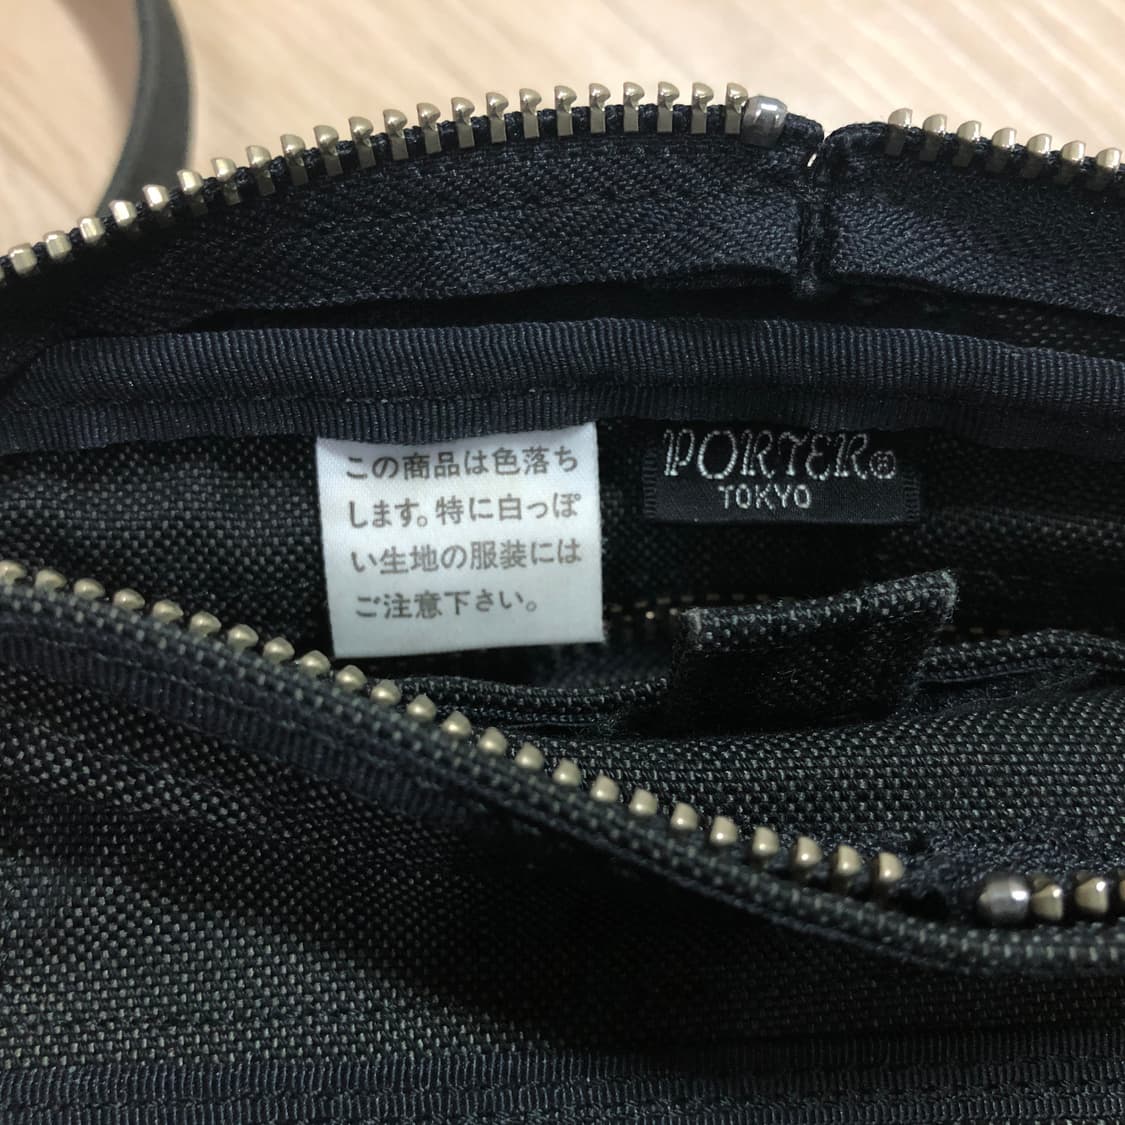 この商品は色落ち
します。特に白っぽ
い生地の服装には
ご注意下さい。
PORTER®
TOKYO